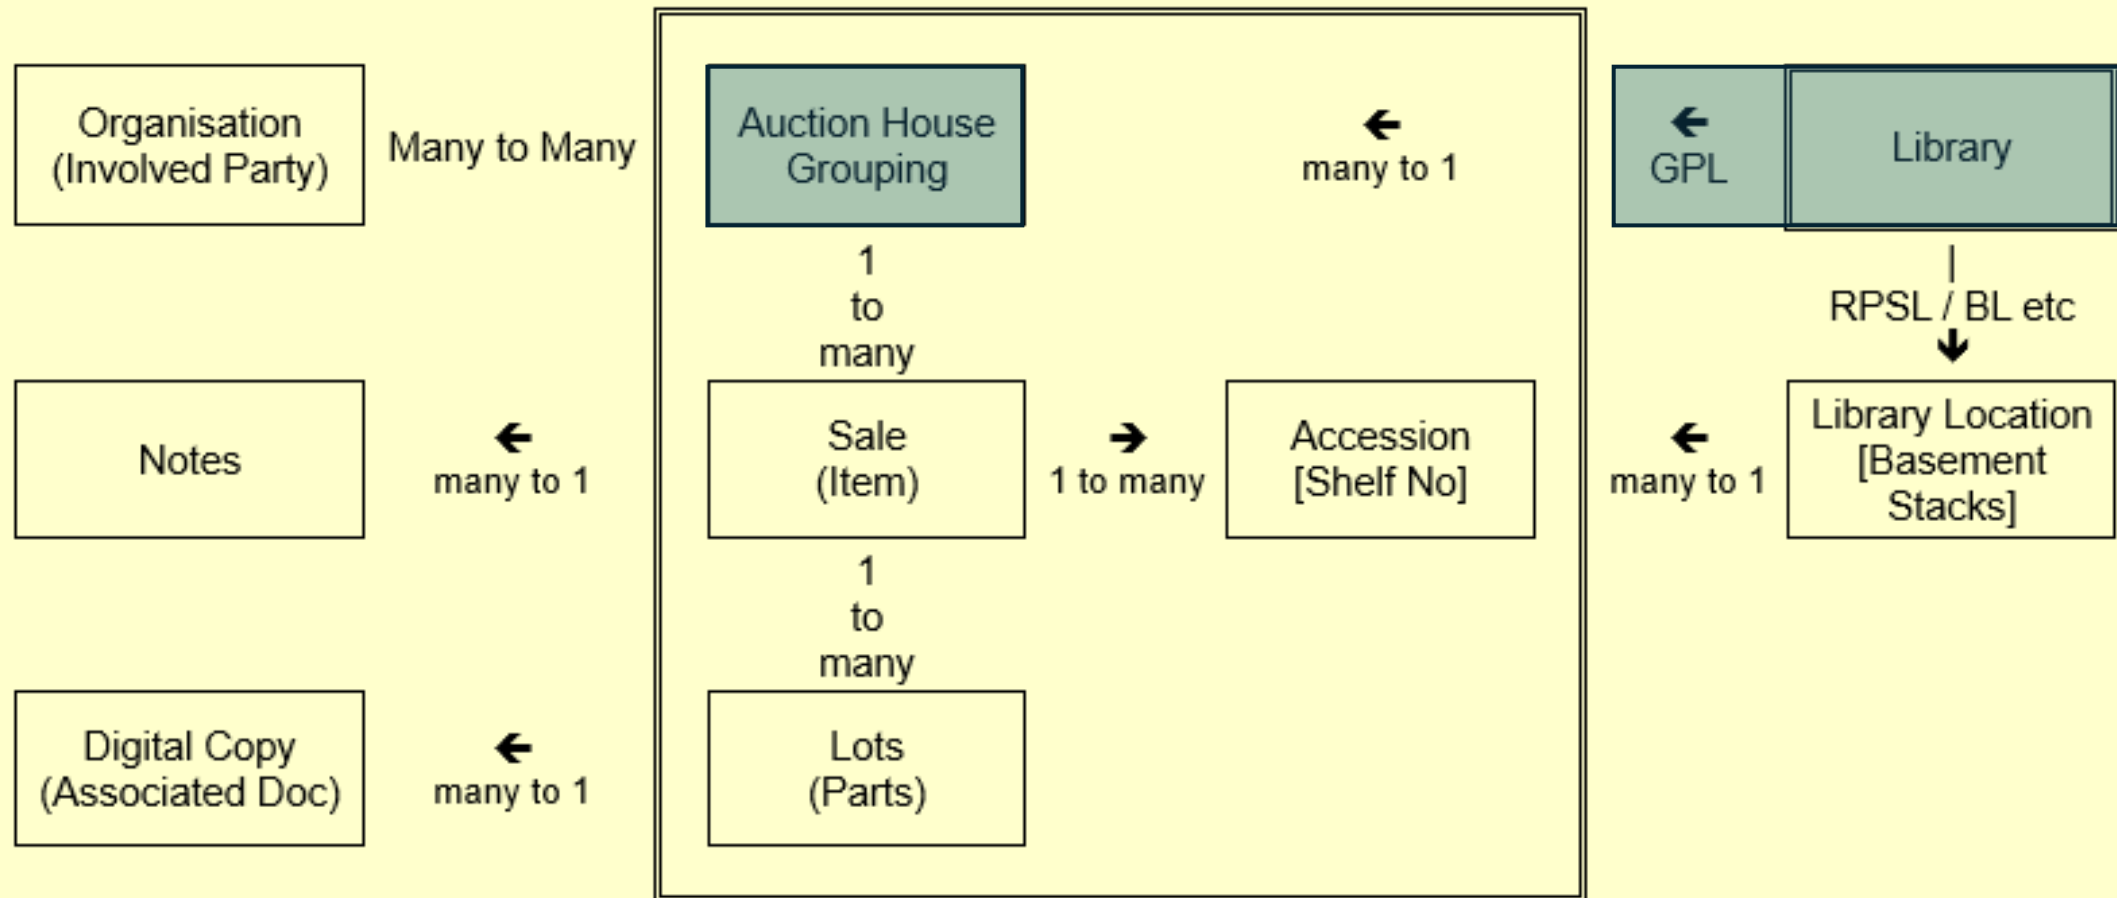 Organisation
(Involved Party)
Many to Many
Auction House
Grouping
←
many to 1
←
GPL
Library
1
to
many
|
RPSL / BL etc
↓
Notes
←
many to 1
Sale
(Item)
→
1 to many
Accession
[Shelf No]
←
many to 1
Library Location
[Basement
Stacks]
1
to
many
Digital Copy
(Associated Doc)
←
many to 1
Lots
(Parts)